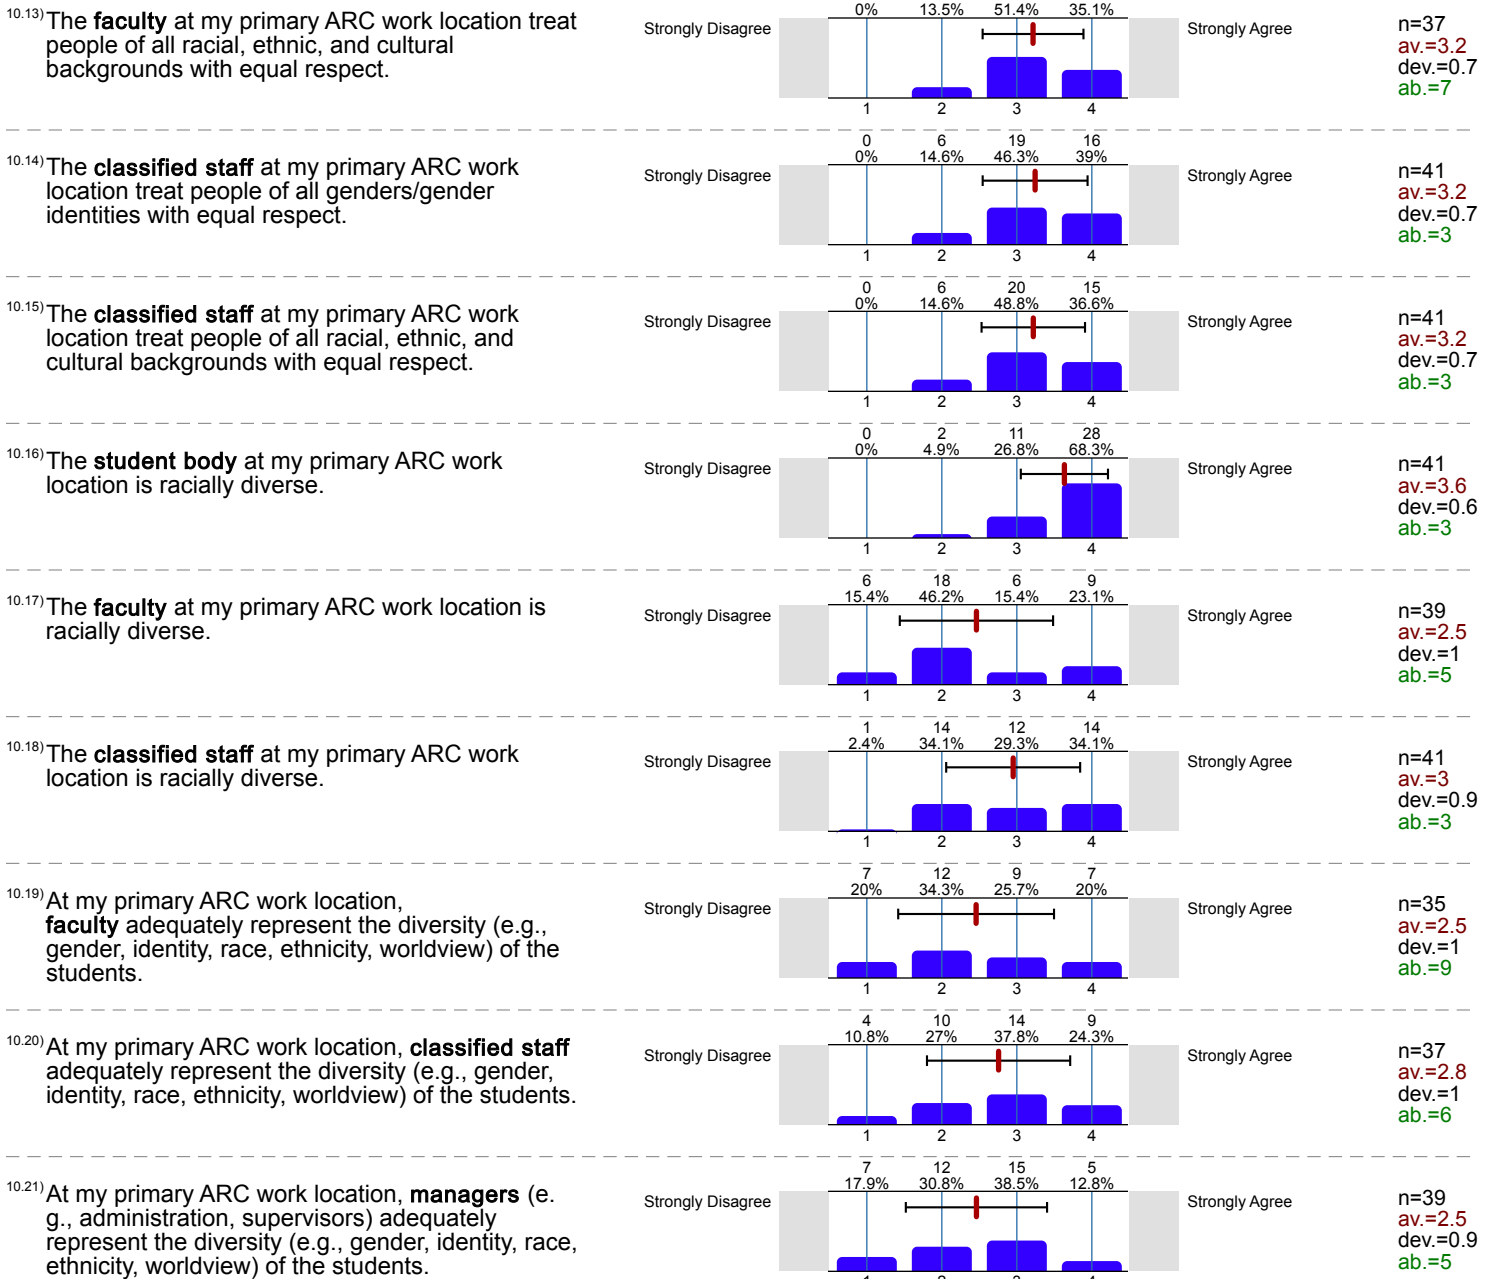 10.13) The faculty at my primary ARC work location treat
people of all racial, ethnic, and cultural
backgrounds with equal respect.
Strongly Disagree
0% 13.5% 51.4% 35.1%
1 2 3 4
Strongly Agree
n=37
av.=3.2
dev.=0.7
ab.=7
10.14) The classified staff at my primary ARC work
location treat people of all genders/gender
identities with equal respect.
Strongly Disagree
0 6 19 16
0% 14.6% 46.3% 39%
1 2 3 4
Strongly Agree
n=41
av.=3.2
dev.=0.7
ab.=3
10.15) The classified staff at my primary ARC work
location treat people of all racial, ethnic, and
cultural backgrounds with equal respect.
Strongly Disagree
0 6 20 15
0% 14.6% 48.8% 36.6%
1 2 3 4
Strongly Agree
n=41
av.=3.2
dev.=0.7
ab.=3
10.16) The student body at my primary ARC work
location is racially diverse.
Strongly Disagree
0 2 11 28
0% 4.9% 26.8% 68.3%
1 2 3 4
Strongly Agree
n=41
av.=3.6
dev.=0.6
ab.=3
10.17) The faculty at my primary ARC work location is
racially diverse.
Strongly Disagree
6 18 6 9
15.4% 46.2% 15.4% 23.1%
1 2 3 4
Strongly Agree
n=39
av.=2.5
dev.=1
ab.=5
10.18) The classified staff at my primary ARC work
location is racially diverse.
Strongly Disagree
1 14 12 14
2.4% 34.1% 29.3% 34.1%
1 2 3 4
Strongly Agree
n=41
av.=3
dev.=0.9
ab.=3
10.19) At my primary ARC work location,
faculty adequately represent the diversity (e.g.,
gender, identity, race, ethnicity, worldview) of the
students.
Strongly Disagree
7 12 9 7
20% 34.3% 25.7% 20%
1 2 3 4
Strongly Agree
n=35
av.=2.5
dev.=1
ab.=9
10.20) At my primary ARC work location, classified staff
adequately represent the diversity (e.g., gender,
identity, race, ethnicity, worldview) of the students.
Strongly Disagree
4 10 14 9
10.8% 27% 37.8% 24.3%
1 2 3 4
Strongly Agree
n=37
av.=2.8
dev.=1
ab.=6
10.21) At my primary ARC work location, managers (e.
g., administration, supervisors) adequately
represent the diversity (e.g., gender, identity, race,
ethnicity, worldview) of the students.
Strongly Disagree
7 12 15 5
17.9% 30.8% 38.5% 12.8%
Strongly Agree
n=39
av.=2.5
dev.=0.9
ab.=5